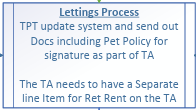 Lettings Process
TPT update system and send out
Docs including Pet Policy for
signature as part of TA
The TA needs to have a Separate
line Item for Ret Rent on the TA